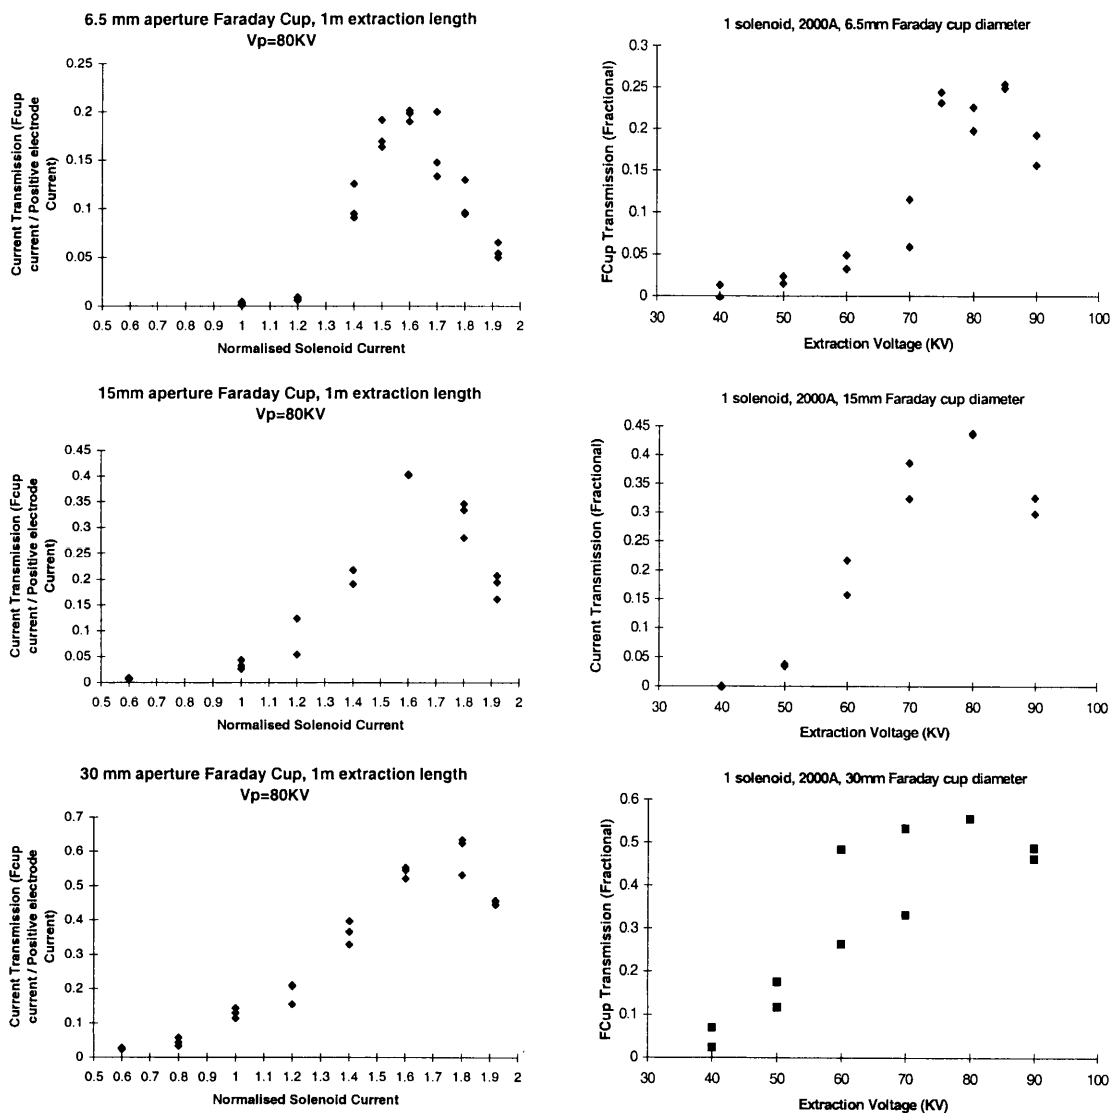 6.5 mm aperture Faraday Cup, 1m extraction length
Vp=80KV
Current Transmission (Fcup
current / Positive electrode
Current)
0.25
0.2
0.15
0.1
0.05
0
0.5 0.6 0.7 0.8 0.9 1 1.1 1.2 1.3 1.4 1.5 1.6 1.7 1.8 1.9 2
Normalised Solenoid Current
1 solenoid, 2000A, 6.5mm Faraday cup diameter
FCup Transmission (Fractional)
0.3
0.25
0.2
0.15
0.1
0.05
0
30 40 50 60 70 80 90 100
Extraction Voltage (KV)
15mm aperture Faraday Cup, 1m extraction length
Vp=80KV
Current Transmission (Fcup
current / Positive electrode
Current)
0.45
0.4
0.35
0.3
0.25
0.2
0.15
0.1
0.05
0
0.5 0.6 0.7 0.8 0.9 1 1.1 1.2 1.3 1.4 1.5 1.6 1.7 1.8 1.9 2
Normalised Solenoid Current
1 solenoid, 2000A, 15mm Faraday cup diameter
Current Transmission (Fractional)
0.45
0.4
0.35
0.3
0.25
0.2
0.15
0.1
0.05
0
30 40 50 60 70 80 90 100
Extraction Voltage (KV)
30 mm aperture Faraday Cup, 1m extraction length
Vp=80KV
Current Transmission (Fcup
current / Positive electrode
Current)
0.7
0.6
0.5
0.4
0.3
0.2
0.1
0
0.5 0.6 0.7 0.8 0.9 1 1.1 1.2 1.3 1.4 1.5 1.6 1.7 1.8 1.9 2
Normalised Solenoid Current
1 solenoid, 2000A, 30mm Faraday cup diameter
FCup Transmission (Fractional)
0.6
0.5
0.4
0.3
0.2
0.1
0
30 40 50 60 70 80 90 100
Extraction Voltage (KV)